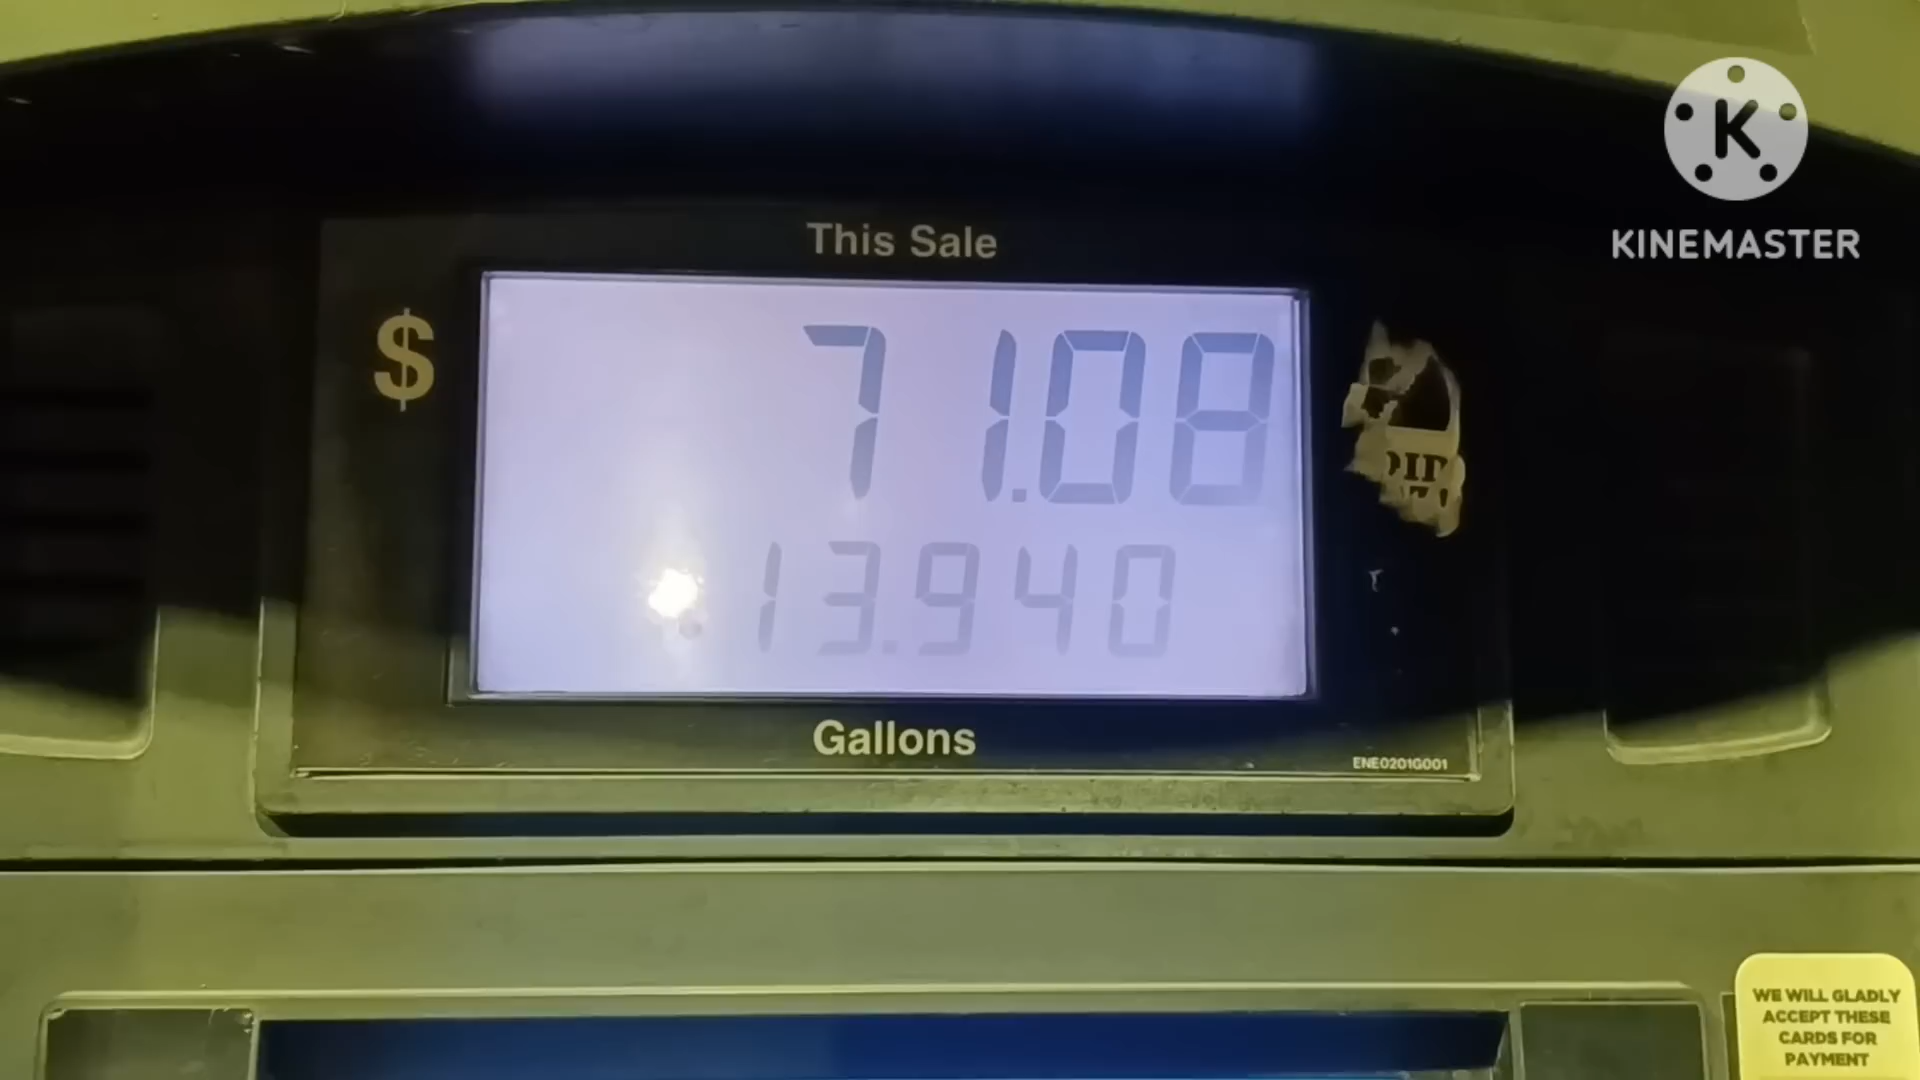 K
KINEMASTER
This Sale
$ 71.08
13.940
Gallons
ENE0201G001
WE WILL GLADLY
ACCEPT THESE
CARDS FOR
PAYMENT